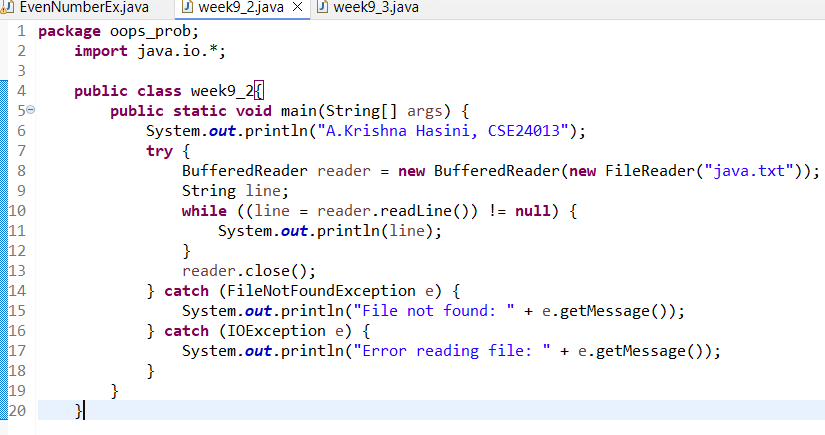 EvenNumberEx.java week9_2.java week9_3.java
1 package oops_prob;
2     import java.io.*;
3
4     public class week9_2{
5         public static void main(String[] args) {
6             System.out.println("A.Krishna Hasini, CSE24013");
7             try {
8                 BufferedReader reader = new BufferedReader(new FileReader("java.txt"));
9                 String line;
10                 while ((line = reader.readLine()) != null) {
11                     System.out.println(line);
12                 }
13                 reader.close();
14             } catch (FileNotFoundException e) {
15                 System.out.println("File not found: " + e.getMessage());
16             } catch (IOException e) {
17                 System.out.println("Error reading file: " + e.getMessage());
18             }
19         }
20     }